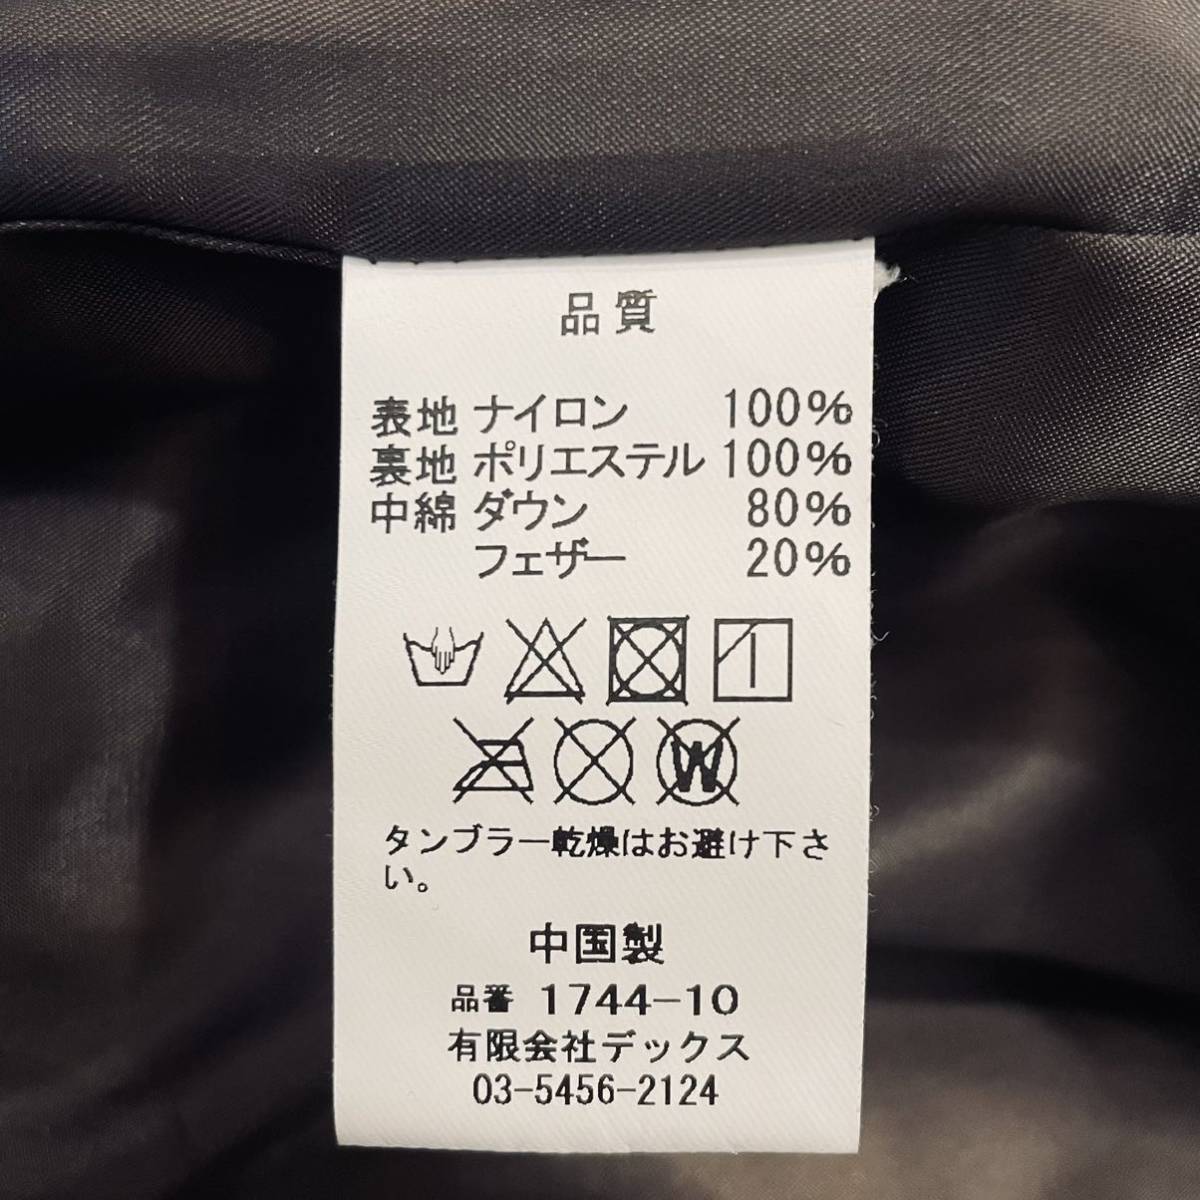 品質
表地 ナイロン 100%
裏地 ポリエステル 100%
中綿 ダウン 80%
フェザー 20%
W
タンブラー乾燥はお避け下さ
い。
中国製
品番 1744-10
有限会社デックス
03-5456-2124